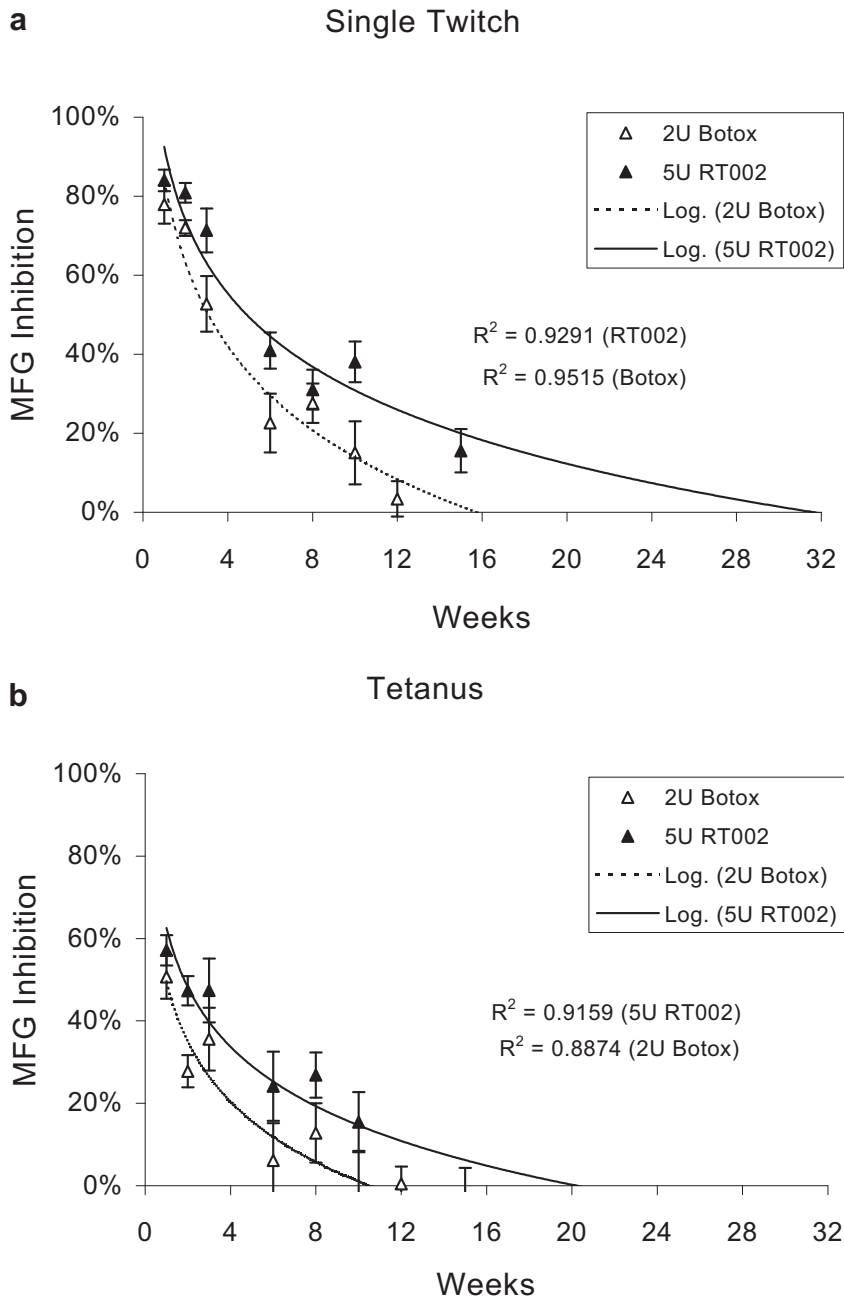 a
Single Twitch
100%
80%
60%
40%
20%
0%
MFG Inhibition
2U Botox
5U RT002
Log. (2U Botox)
Log. (5U RT002)
R² = 0.9291 (RT002)
R² = 0.9515 (Botox)
0 4 8 12 16 20 24 28 32
Weeks
b
Tetanus
100%
80%
60%
40%
20%
0%
MFG Inhibition
2U Botox
5U RT002
Log. (2U Botox)
Log. (5U RT002)
R² = 0.9159 (5U RT002)
R² = 0.8874 (2U Botox)
0 4 8 12 16 20 24 28 32
Weeks